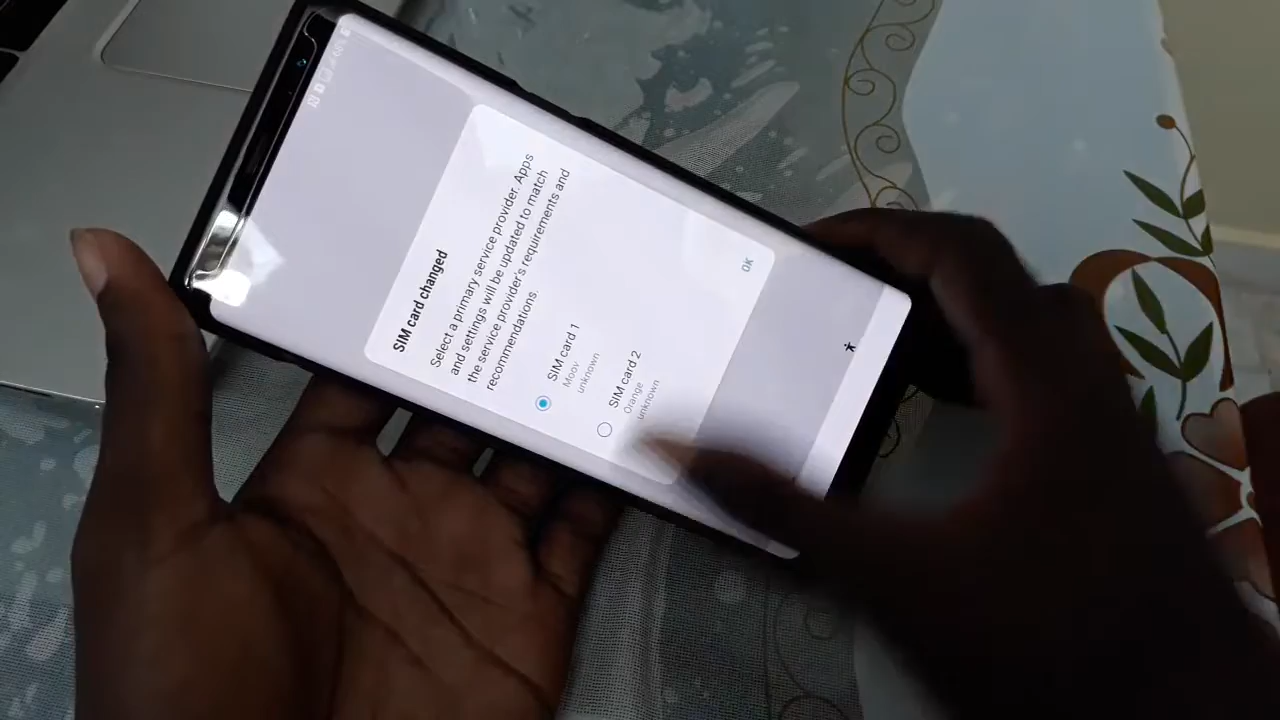 SIM card changed
Select a primary service provider. Apps
and settings will be updated to match
the service provider's requirements and
recommendations.
SIM card 1
Moov
unknown
SIM card 2
Orange
unknown
OK